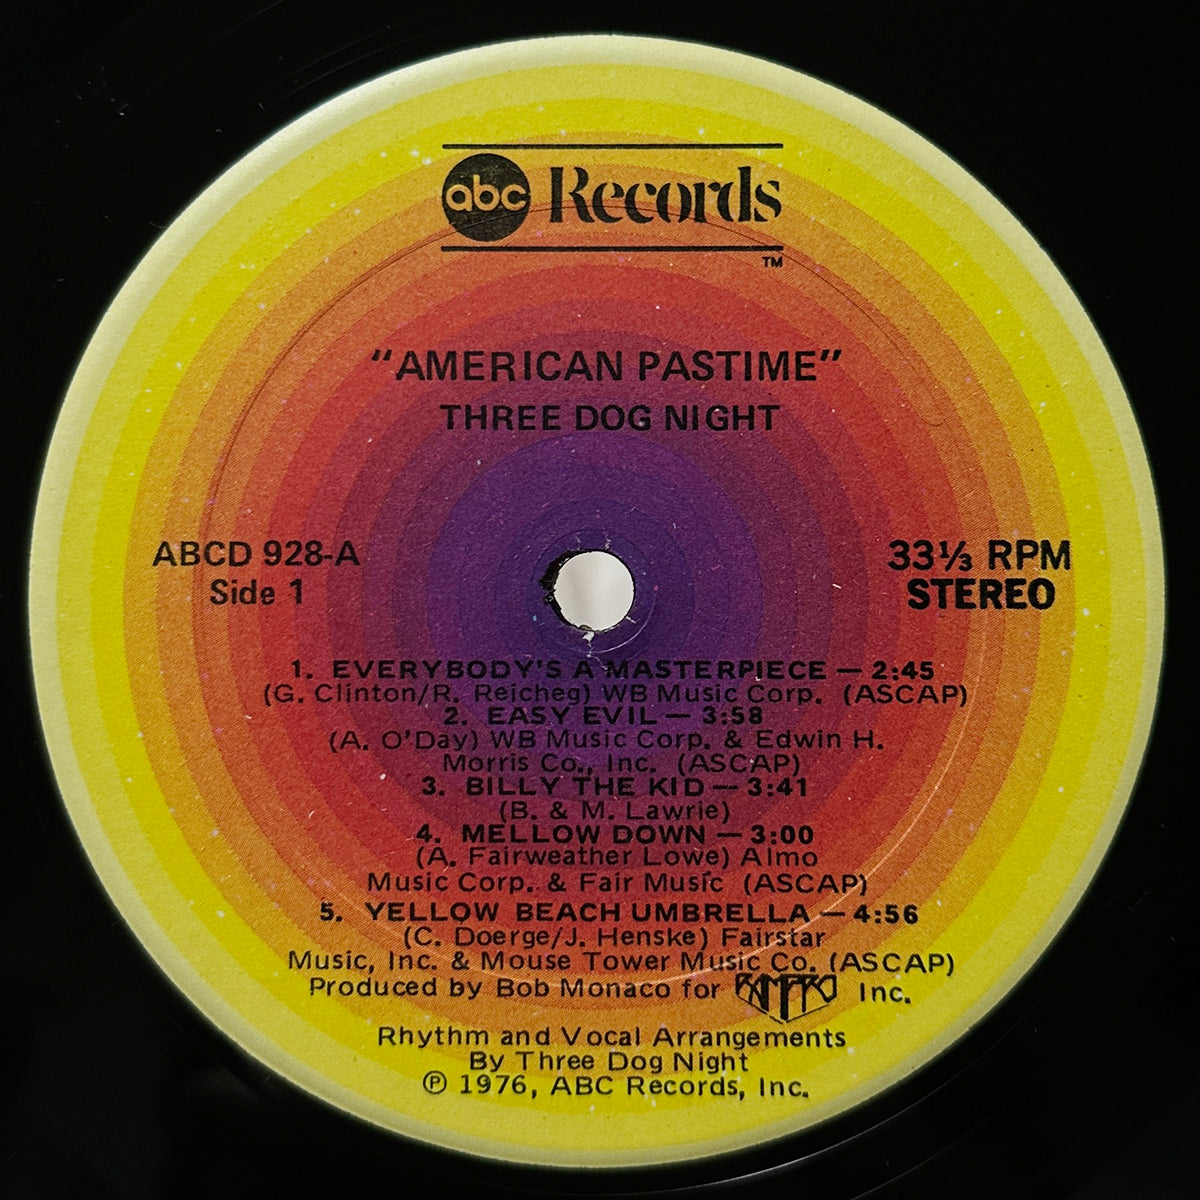 abc Records
TM
"AMERICAN PASTIME"
THREE DOG NIGHT
ABCD 928-A
Side 1
33⅓ RPM
STEREO
1. EVERYBODY'S A MASTERPIECE — 2:45
(G. Clinton/R. Reicheg) WB Music Corp. (ASCAP)
2. EASY EVIL — 3:58
(A. O'Day) WB Music Corp. & Edwin H.
Morris Co., Inc. (ASCAP)
3. BILLY THE KID — 3:41
(B. & M. Lawrie)
4. MELLOW DOWN — 3:00
(A. Fairweather Lowe) Almo
Music Corp. & Fair Music (ASCAP)
5. YELLOW BEACH UMBRELLA — 4:56
(C. Doerge/J. Henske) Fairstar
Music, Inc. & Mouse Tower Music Co. (ASCAP)
Produced by Bob Monaco for Inc.
Rhythm and Vocal Arrangements
By Three Dog Night
℗ 1976, ABC Records, Inc.